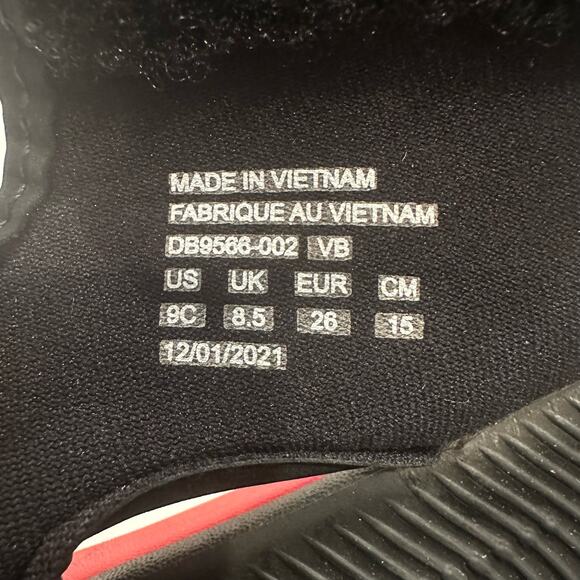 MADE IN VIETNAM
FABRIQUE AU VIETNAM
DB9566-002 VB
US UK EUR CM
9C 8.5 26 15
12/01/2021